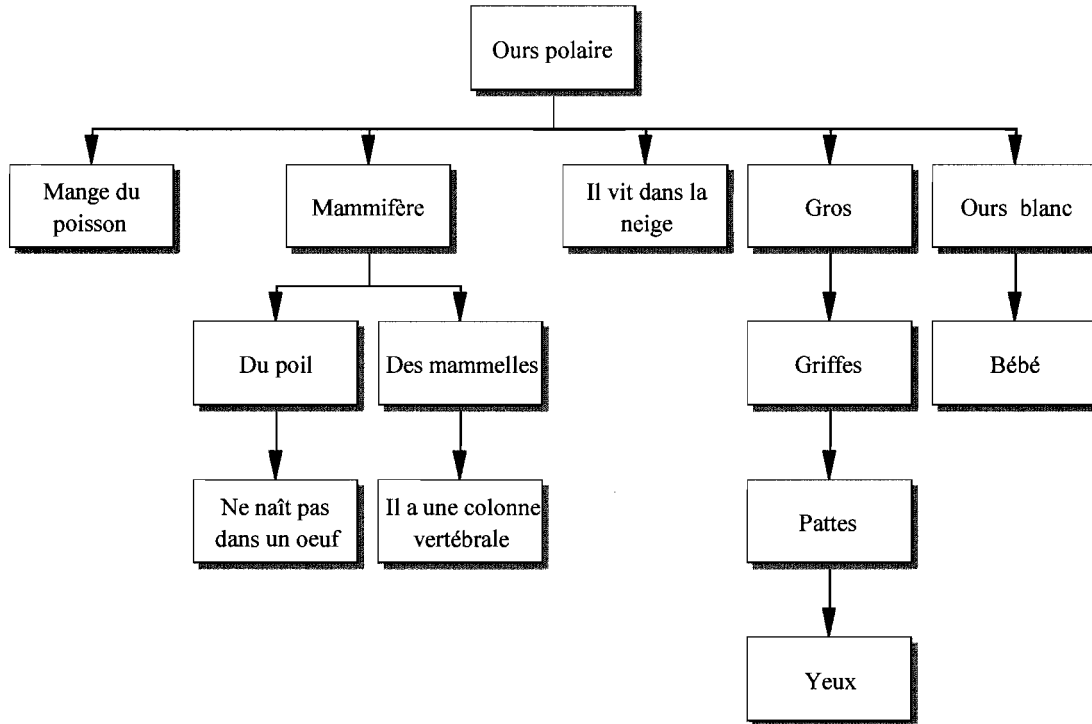 Ours polaire
Mange du
poisson
Mammifère
Il vit dans la
neige
Gros
Ours blanc
Du poil
Des mammelles
Griffes
Bébé
Ne naît pas
dans un oeuf
Il a une colonne
vertébrale
Pattes
Yeux